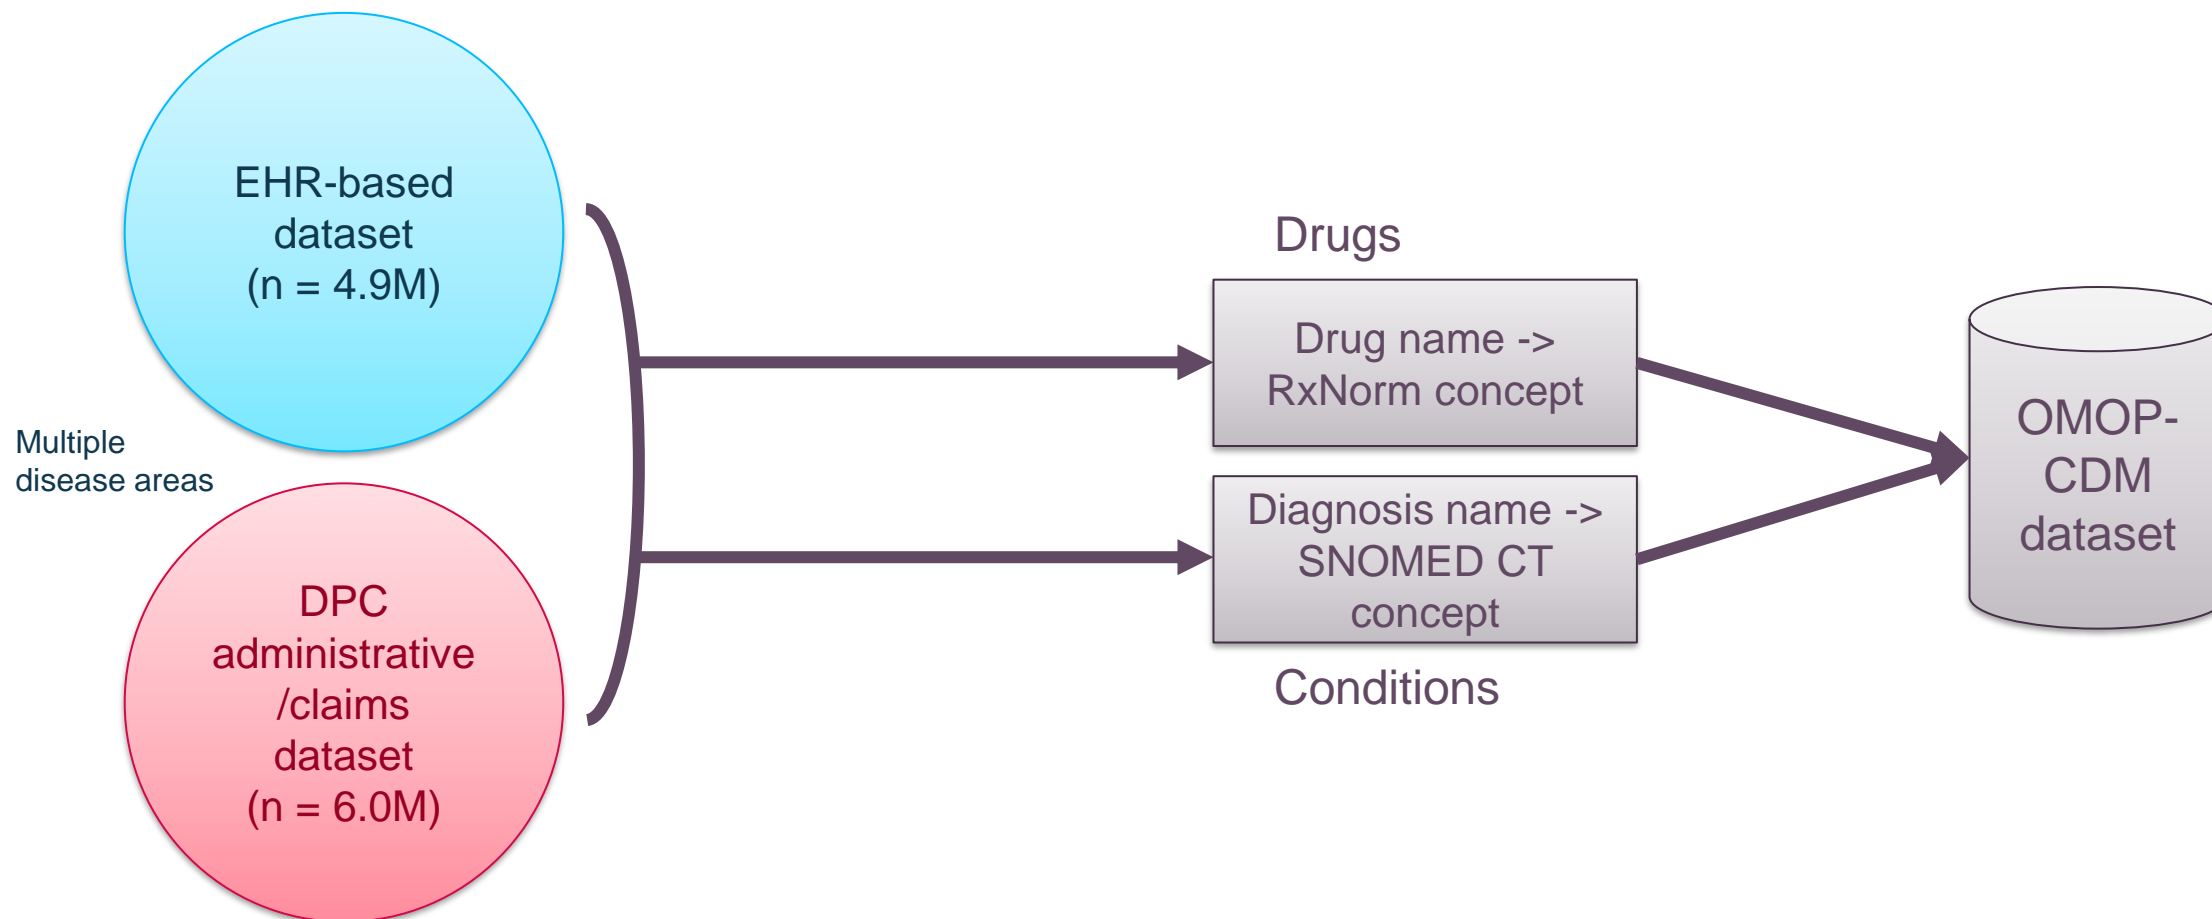 EHR-based
dataset
(n = 4.9M)
Multiple
disease areas
DPC
administrative
/claims
dataset
(n = 6.0M)
Drugs
Drug name ->
RxNorm concept
Diagnosis name ->
SNOMED CT
concept
Conditions
OMOP-
CDM
dataset